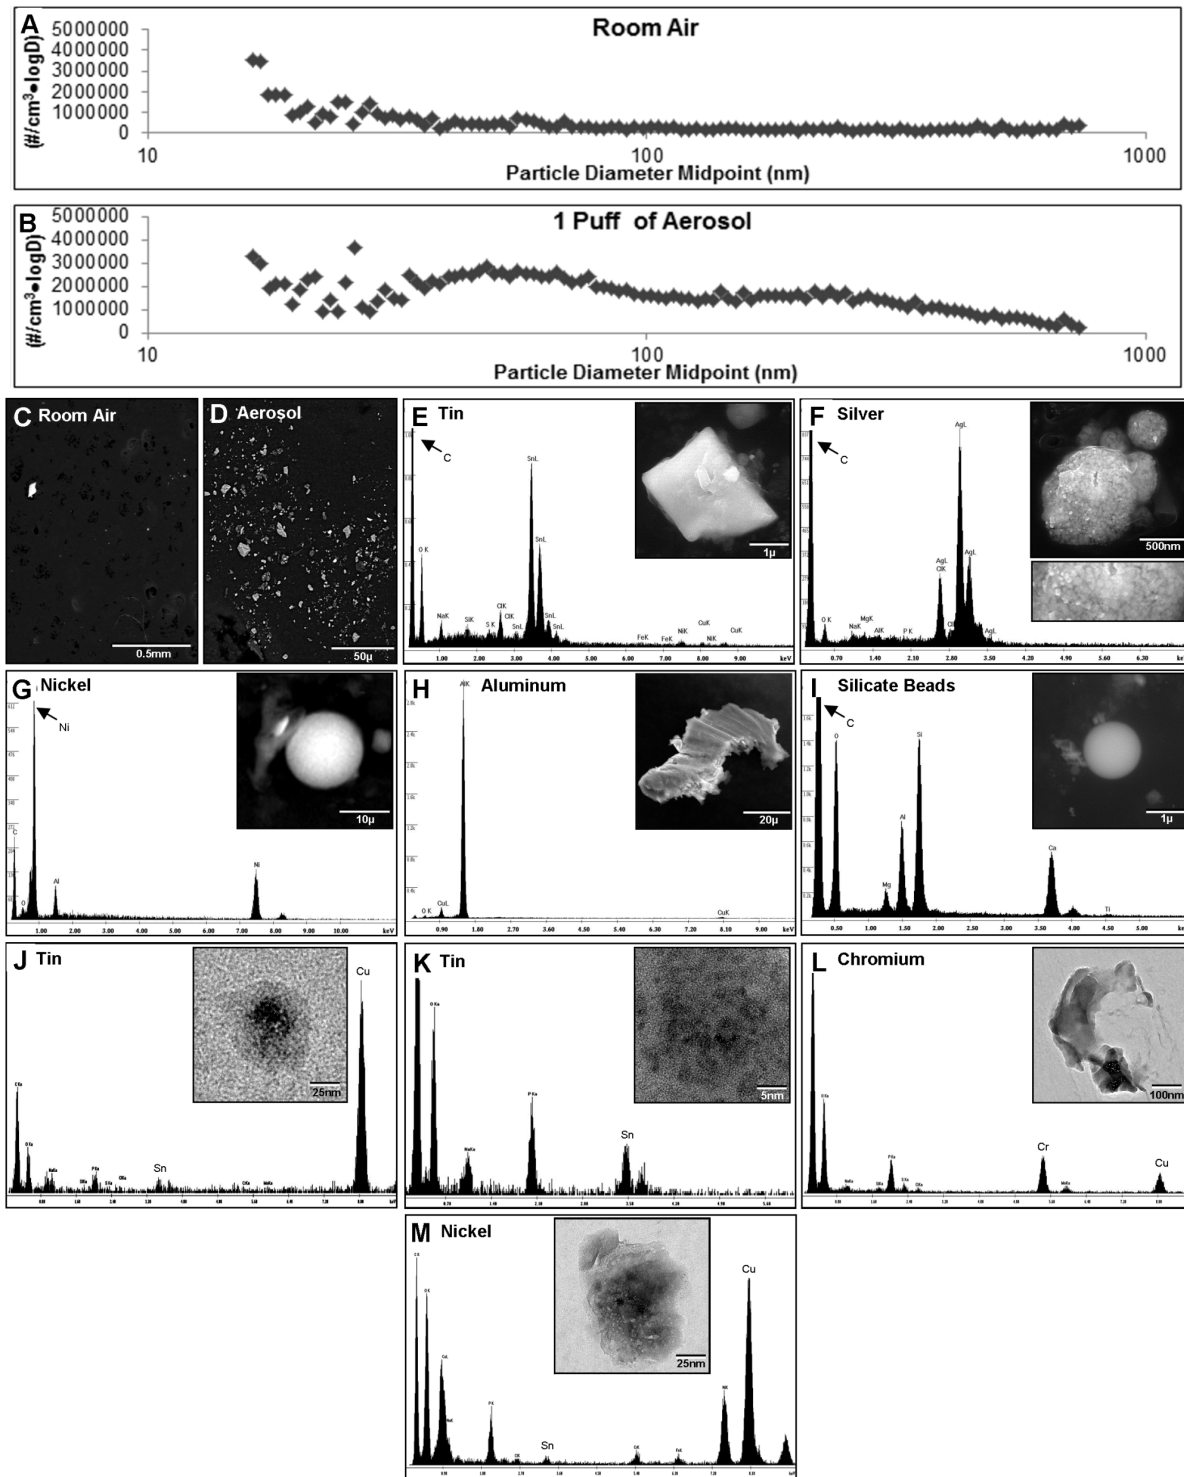 A
Room Air
(#/cm³●logD)
5000000
4000000
3000000
2000000
1000000
0
10
100
1000
Particle Diameter Midpoint (nm)
B
1 Puff of Aerosol
(#/cm³●logD)
5000000
4000000
3000000
2000000
1000000
0
10
100
1000
Particle Diameter Midpoint (nm)
C Room Air
0.5mm
D Aerosol
50µ
E Tin
C
O K
NaK
SiK
S K
ClK
ClK
SnL
SnL
SnL
SnL
SnL
FeK
FeK
NiK
CuK
NiK
CuK
1.00 2.00 3.00 4.00 5.00 6.00 7.00 8.00 9.00 keV
1µ
F Silver
C
O K
NaK
MgK
AlK
P K
AgL
ClK
ClK
AgL
AgL
AgL
0.70 1.40 2.10 2.80 3.50 4.20 4.90 5.60 6.30
500nm
G Nickel
Ni
C
O
Al
Ni
1.00 2.00 3.00 4.00 5.00 6.00 7.00 8.00 9.00 10.00 keV
10µ
H Aluminum
AlK
O K
CuL
CuK
0.90 1.80 2.70 3.60 4.50 5.40 6.30 7.20 8.10 9.00 keV
20µ
I Silicate Beads
C
O
Mg
Al
Si
Ca
Ti
0.50 1.00 1.50 2.00 2.50 3.00 3.50 4.00 4.50 5.00 keV
1µ
J Tin
Sn
Cu
25nm
K Tin
O Ka
P Ka
Sn
5nm
L Chromium
Cr
Cu
100nm
M Nickel
Sn
Cu
25nm